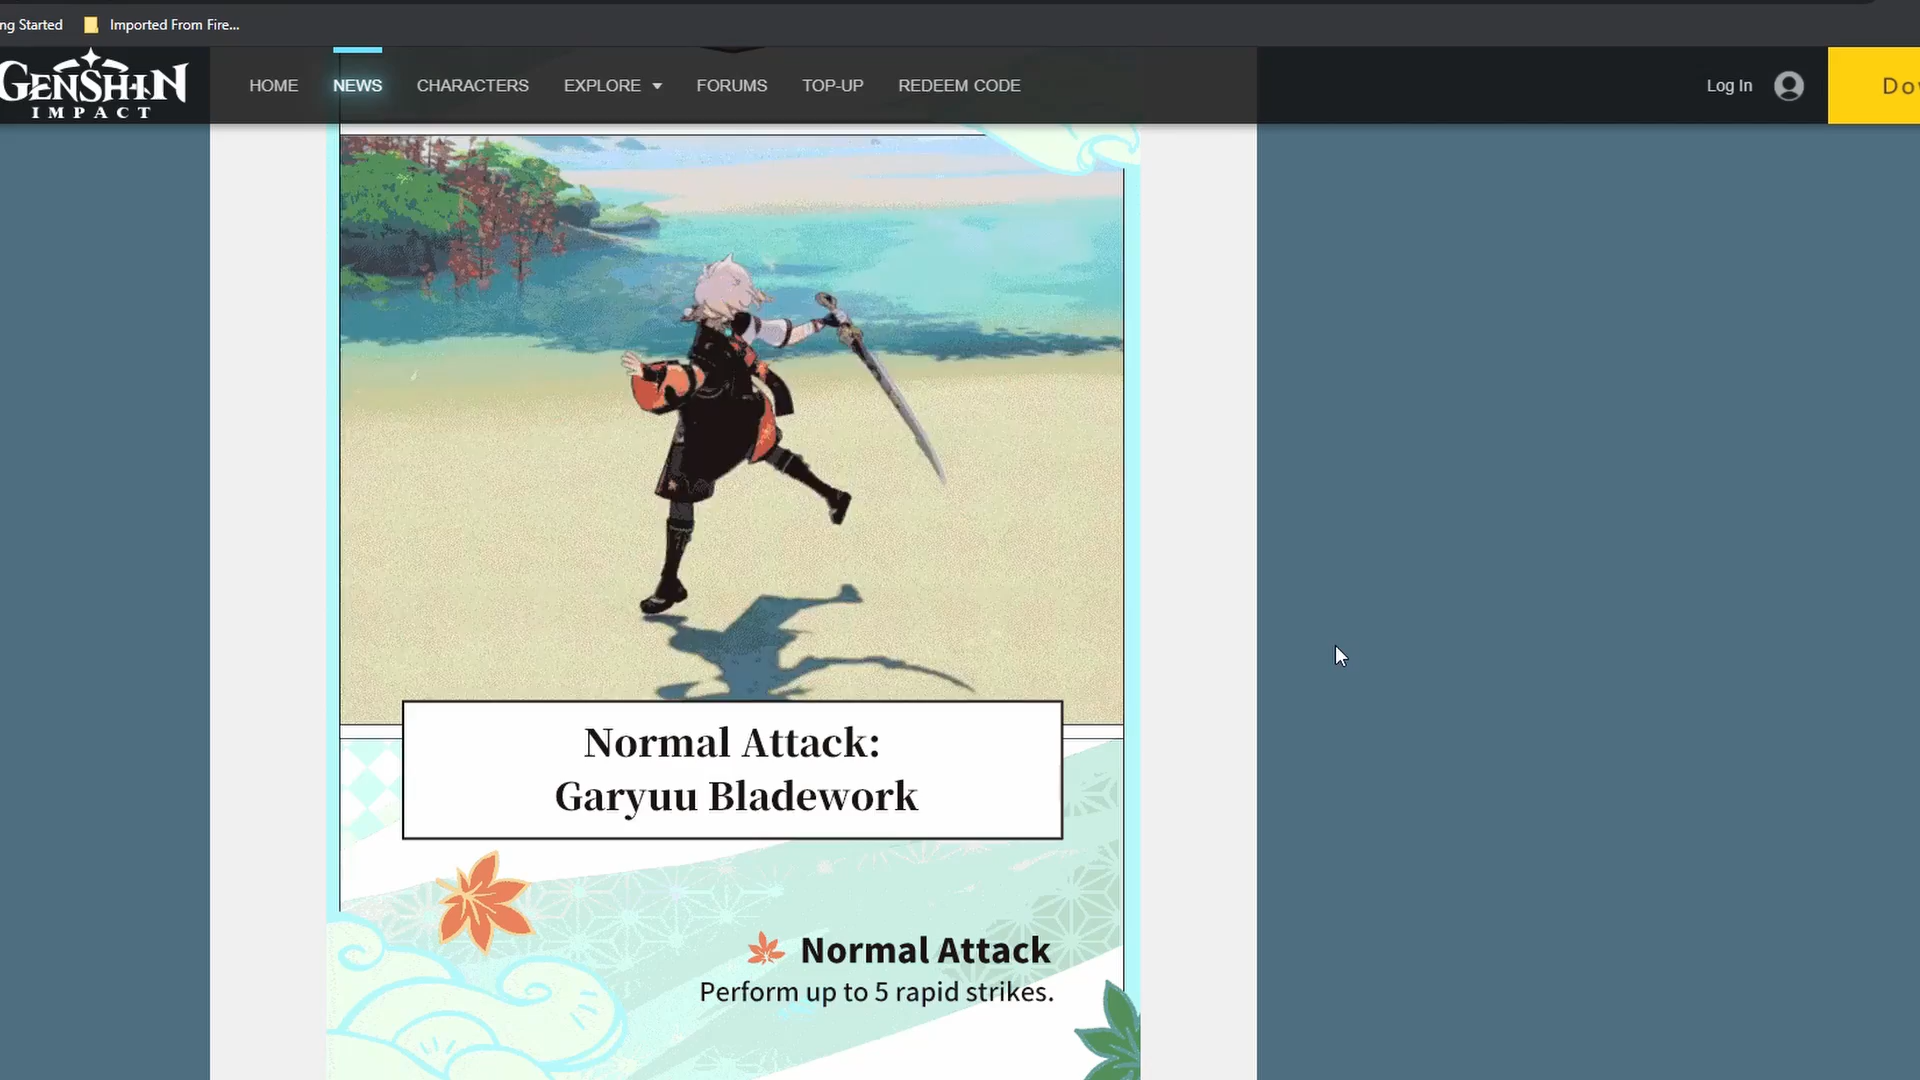 ng Started
Imported From Fire...
GENSHIN
IMPACT
HOME
NEWS
CHARACTERS
EXPLORE
FORUMS
TOP-UP
REDEEM CODE
Log In
Dov
Normal Attack:
Garyuu Bladework
Normal Attack
Perform up to 5 rapid strikes.